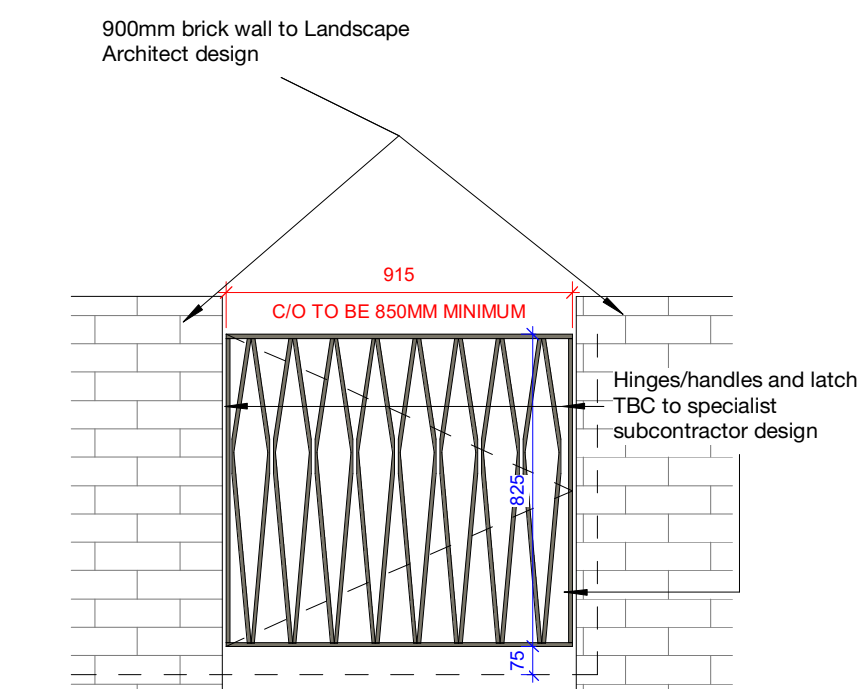 900mm brick wall to Landscape
Architect design
915
C/O TO BE 850MM MINIMUM
Hinges/handles and latch
TBC to specialist
subcontractor design
825
75